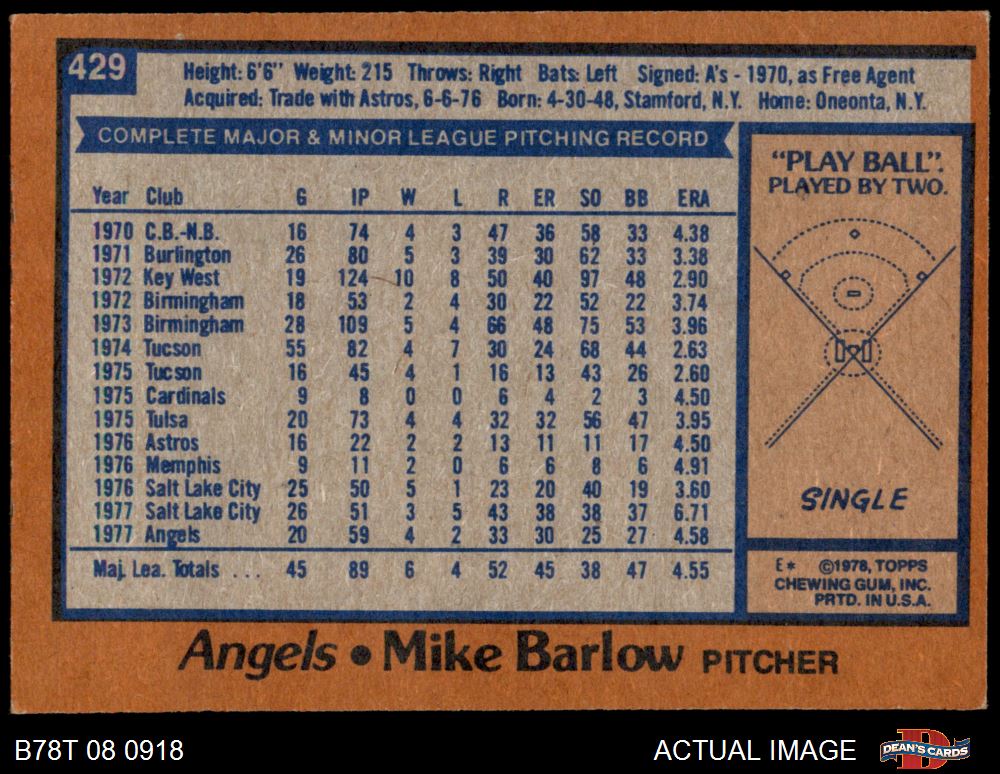 429
Height: 6'6" Weight: 215 Throws: Right Bats: Left Signed: A's - 1970, as Free Agent
Acquired: Trade with Astros, 6-6-76 Born: 4-30-48, Stamford, N.Y. Home: Oneonta, N.Y.
COMPLETE MAJOR & MINOR LEAGUE PITCHING RECORD
Year Club G IP W L R ER SO BB ERA
1970 C.B.-N.B. 16 74 4 3 47 36 58 33 4.38
1971 Burlington 26 80 5 3 39 30 62 33 3.38
1972 Key West 19 124 10 8 50 40 97 48 2.90
1972 Birmingham 18 53 2 4 30 22 52 22 3.74
1973 Birmingham 28 109 5 4 66 48 75 53 3.96
1974 Tucson 55 82 4 7 30 24 68 44 2.63
1975 Tucson 16 45 4 1 16 13 43 26 2.60
1975 Cardinals 9 8 0 0 6 4 2 3 4.50
1975 Tulsa 20 73 4 4 32 32 56 47 3.95
1976 Astros 16 22 2 2 13 11 11 17 4.50
1976 Memphis 9 11 2 0 6 6 8 6 4.91
1976 Salt Lake City 25 50 5 1 23 20 40 19 3.60
1977 Salt Lake City 26 51 3 5 43 38 38 37 6.71
1977 Angels 20 59 4 2 33 30 25 27 4.58
Maj. Lea. Totals ... 45 89 6 4 52 45 38 47 4.55
"PLAY BALL".
PLAYED BY TWO.
SINGLE
E* ©1978, TOPPS
CHEWING GUM, INC.
PRTD. IN U.S.A.
Angels • Mike Barlow PITCHER
B78T 08 0918
ACTUAL IMAGE
DEAN'S CARDS